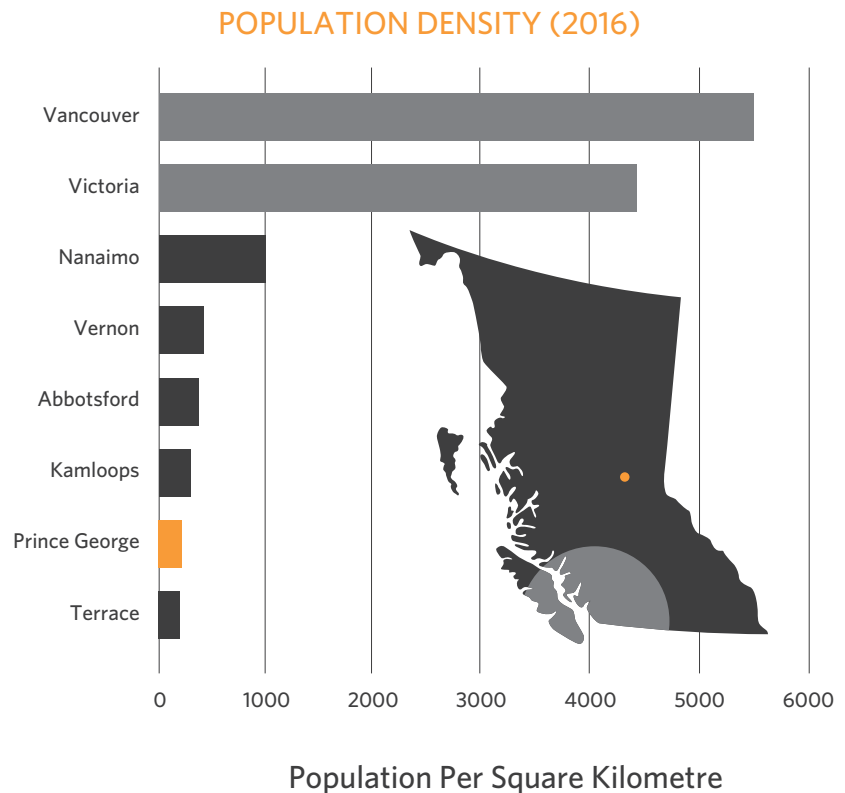 POPULATION DENSITY (2016)
Vancouver
Victoria
Nanaimo
Vernon
Abbotsford
Kamloops
Prince George
Terrace
0 1000 2000 3000 4000 5000 6000
Population Per Square Kilometre